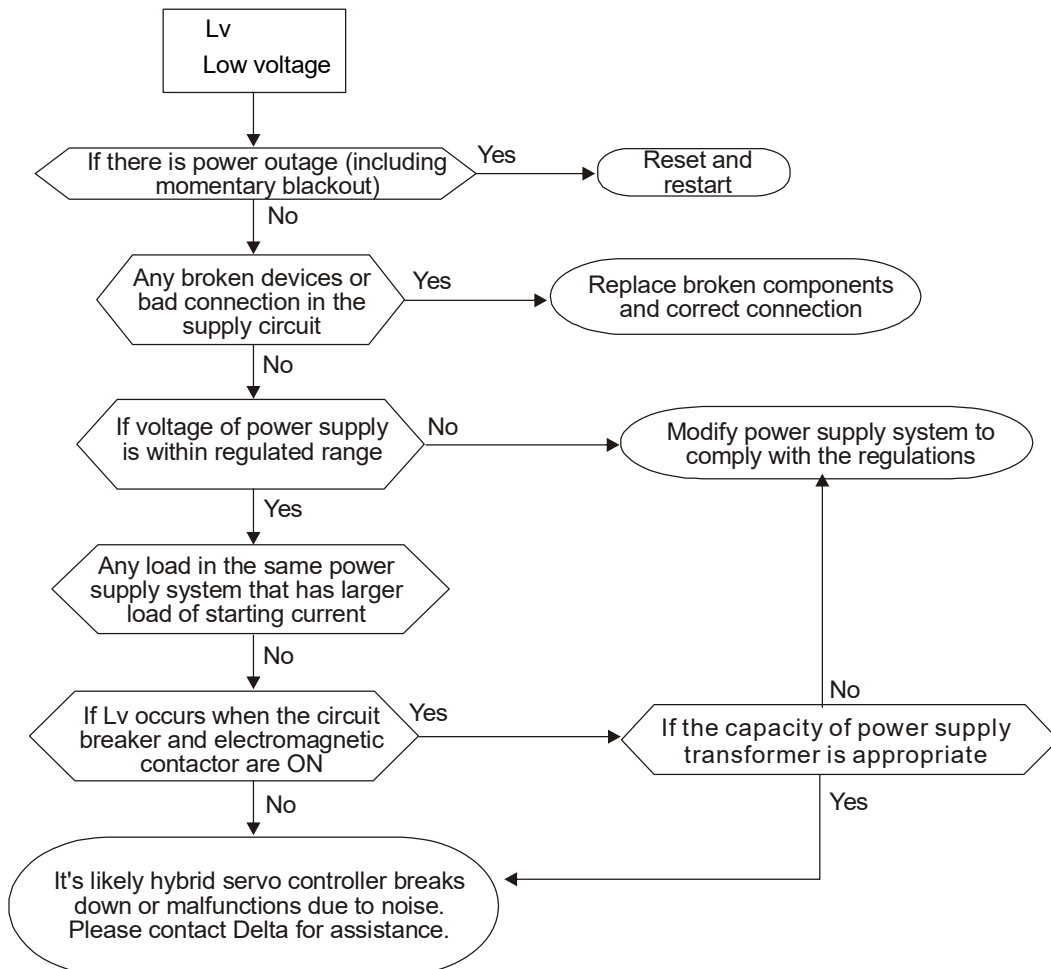 Lv
Low voltage
If there is power outage (including
momentary blackout)
Yes
Reset and
restart
No
Any broken devices or
bad connection in the
supply circuit
Yes
Replace broken components
and correct connection
No
If voltage of power supply
is within regulated range
No
Modify power supply system to
comply with the regulations
Yes
Any load in the same power
supply system that has larger
load of starting current
No
If Lv occurs when the circuit
breaker and electromagnetic
contactor are ON
Yes
No
If the capacity of power supply
transformer is appropriate
No
Yes
It's likely hybrid servo controller breaks
down or malfunctions due to noise.
Please contact Delta for assistance.